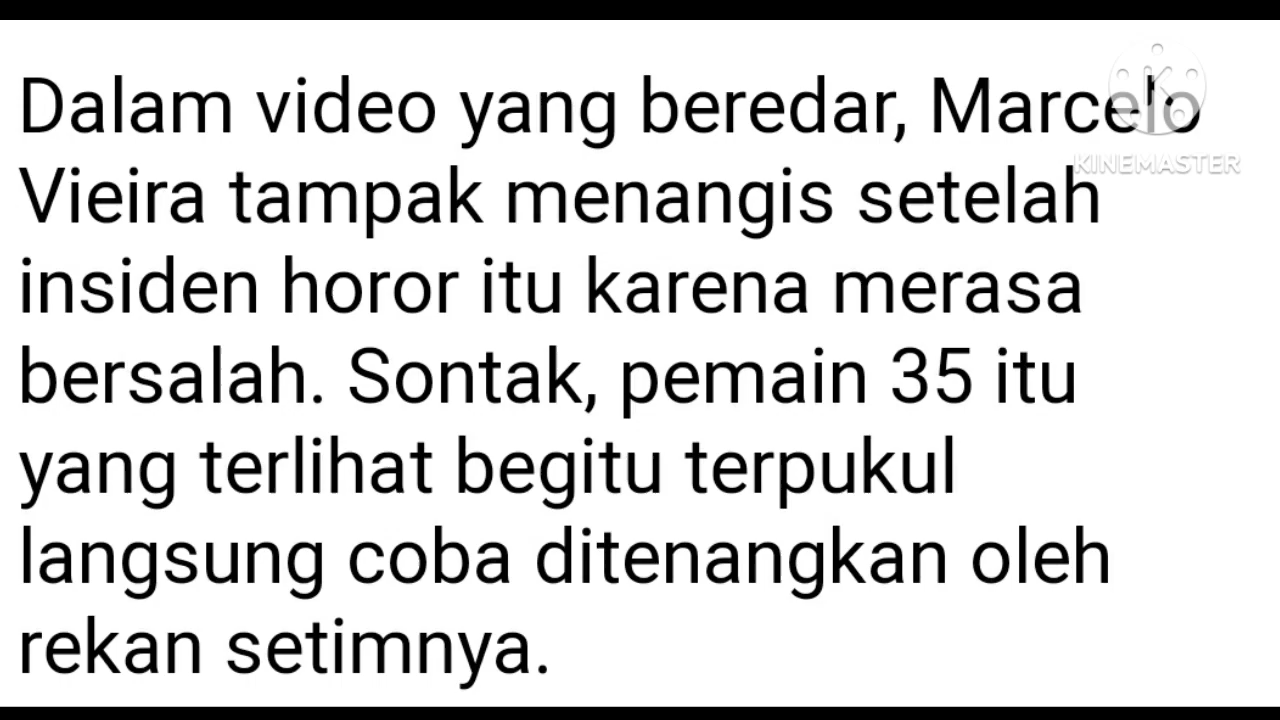 Dalam video yang beredar, Marcelo
KINEMASTER
Vieira tampak menangis setelah
insiden horor itu karena merasa
bersalah. Sontak, pemain 35 itu
yang terlihat begitu terpukul
langsung coba ditenangkan oleh
rekan setimnya.